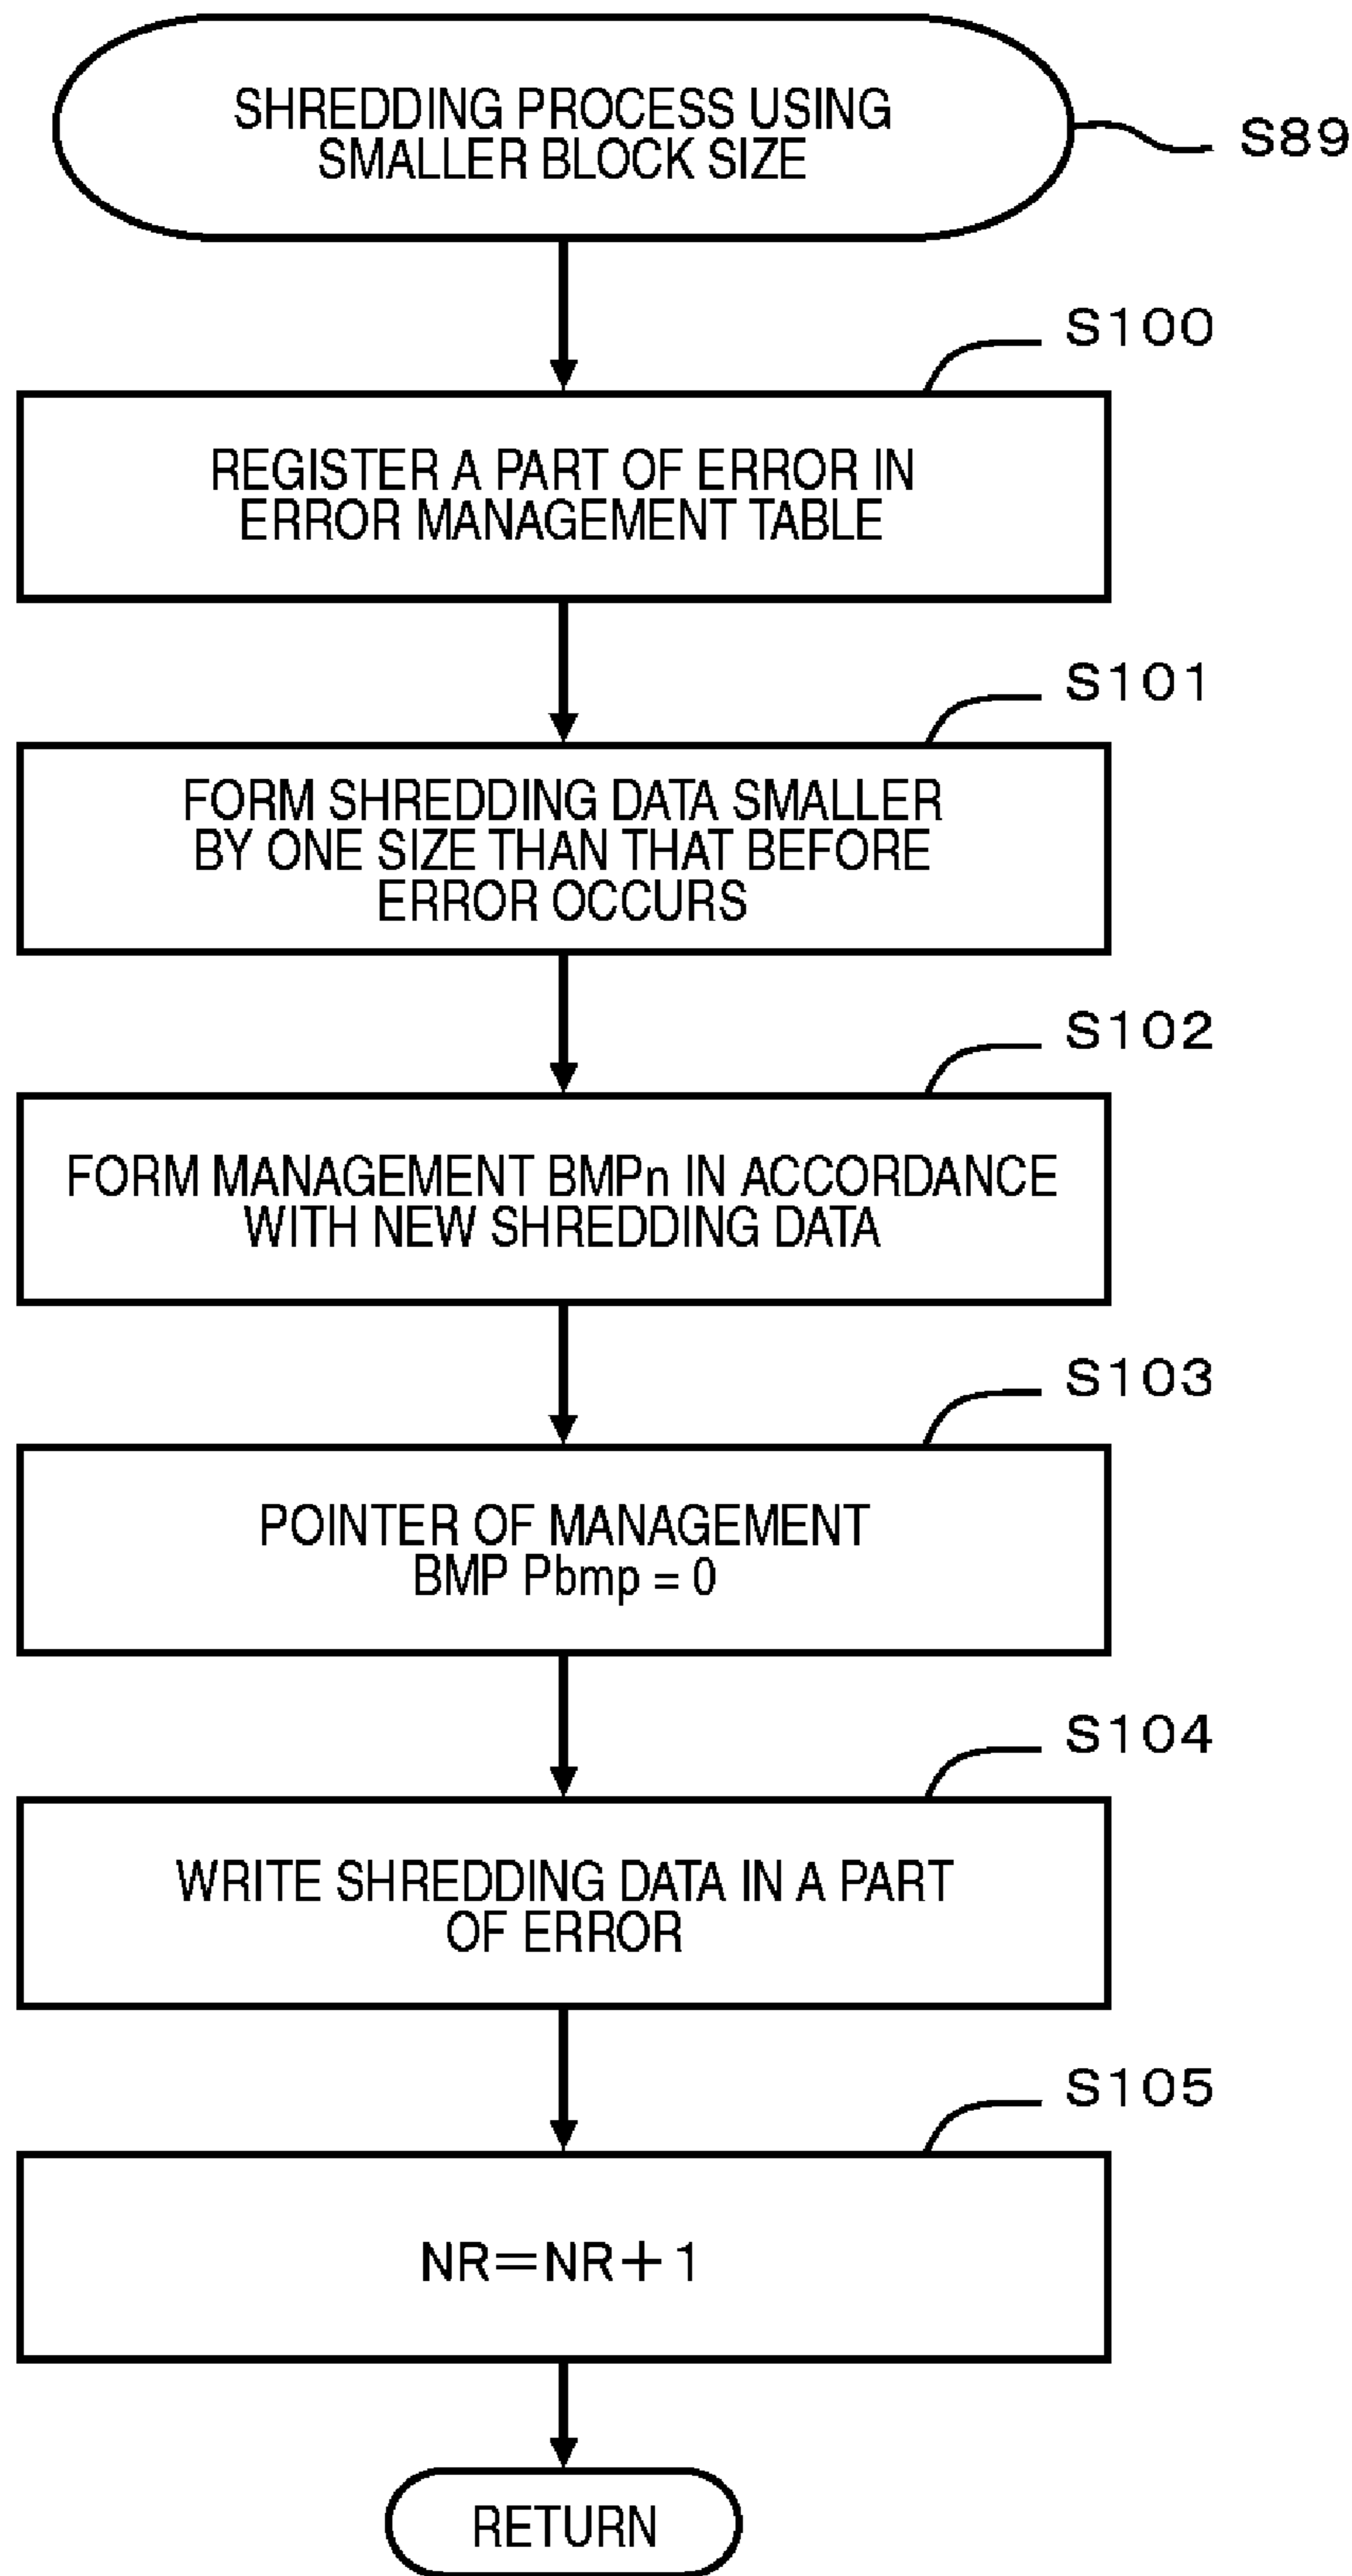 SHREDDING PROCESS USING
SMALLER BLOCK SIZE
S89
S100
REGISTER A PART OF ERROR IN
ERROR MANAGEMENT TABLE
S101
FORM SHREDDING DATA SMALLER
BY ONE SIZE THAN THAT BEFORE
ERROR OCCURS
S102
FORM MANAGEMENT BMPn IN ACCORDANCE
WITH NEW SHREDDING DATA
S103
POINTER OF MANAGEMENT
BMP Pbmp = 0
S104
WRITE SHREDDING DATA IN A PART
OF ERROR
S105
NR=NR+1
RETURN